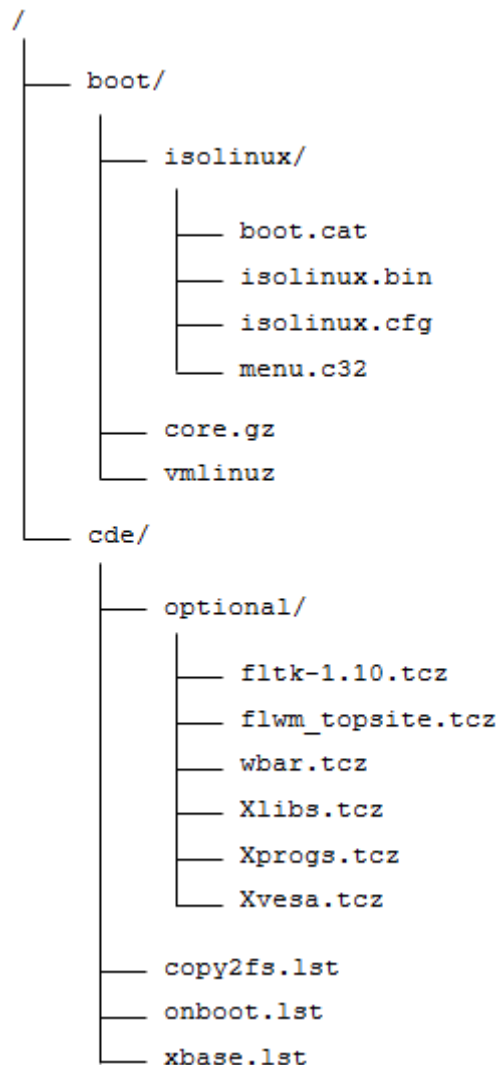 /
boot/
isolinux/
boot.cat
isolinux.bin
isolinux.cfg
menu.c32
core.gz
vmlinuz
cde/
optional/
fltk-1.10.tcz
flwm_topsite.tcz
wbar.tcz
Xlibs.tcz
Xprogs.tcz
Xvesa.tcz
copy2fs.lst
onboot.lst
xbase.lst